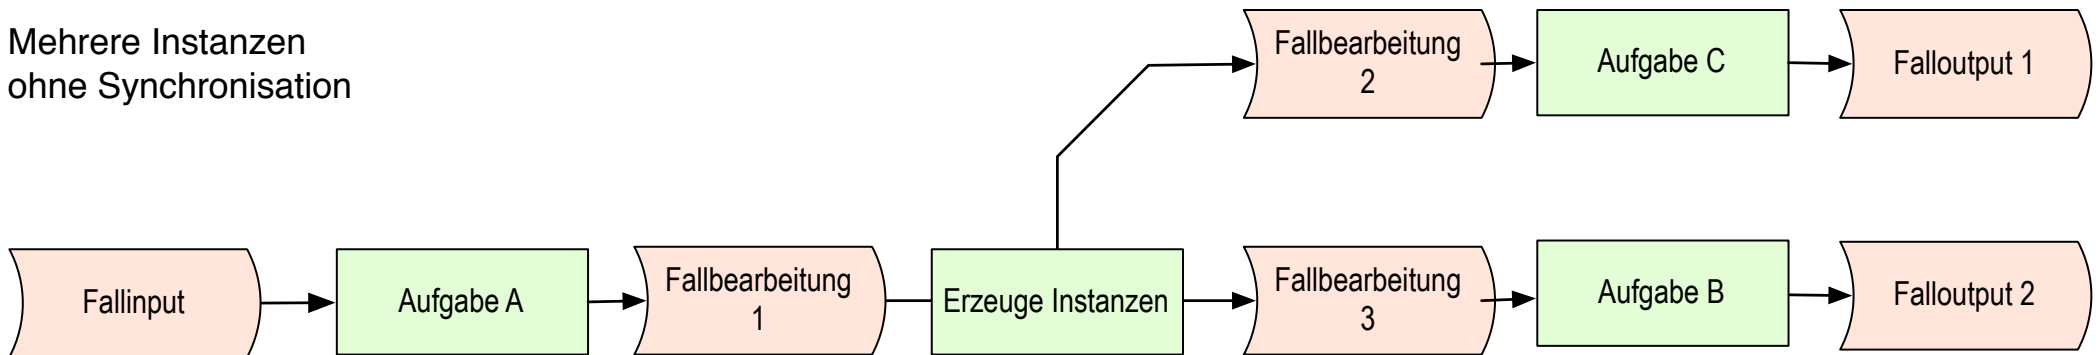 Mehrere Instanzen
ohne Synchronisation
Fallbearbeitung
2
Aufgabe C
Falloutput 1
Fallinput
Aufgabe A
Fallbearbeitung
1
Erzeuge Instanzen
Fallbearbeitung
3
Aufgabe B
Falloutput 2